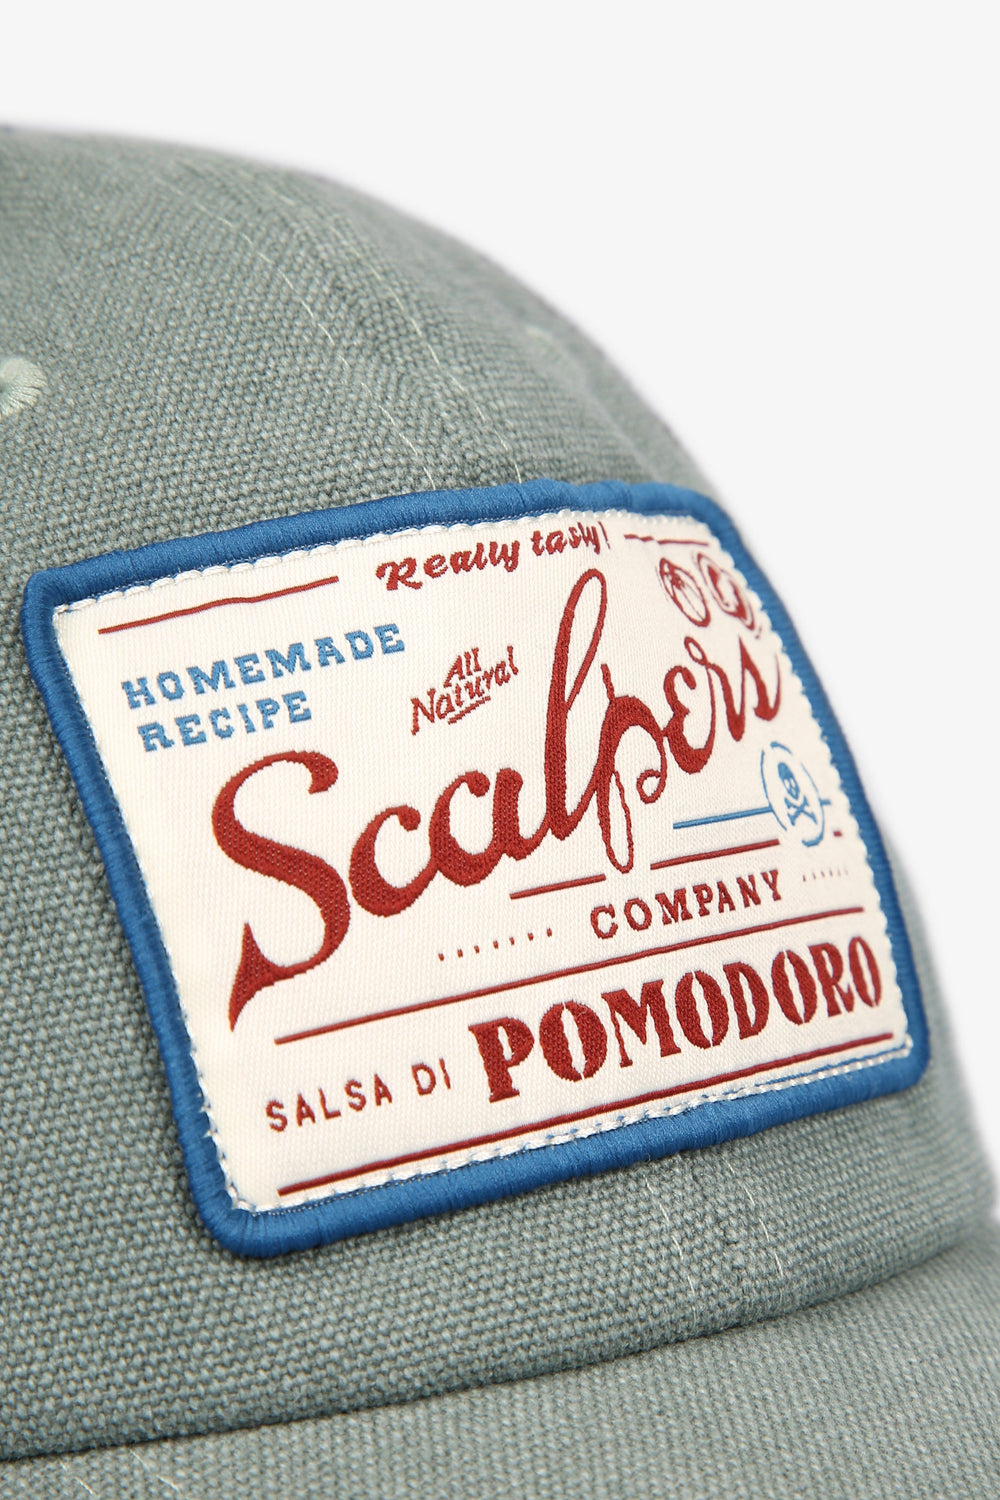 Really tasty!
HOMEMADE
RECIPE
All
Natural
Scalpers
COMPANY
SALSA DI POMODORO